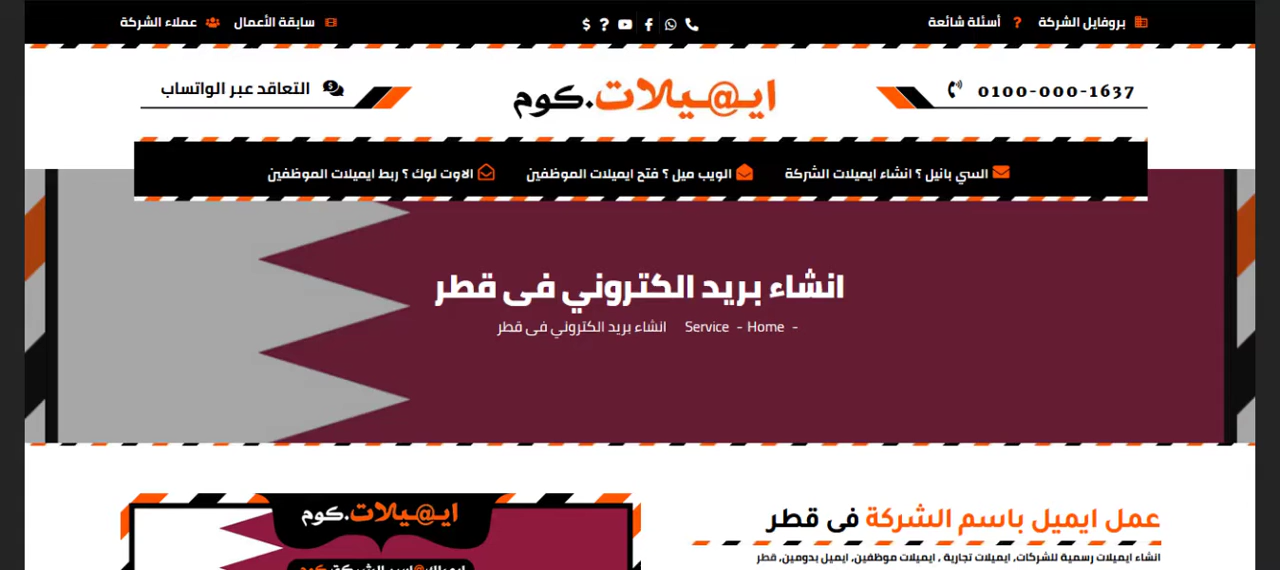 بروفايل الشركة أسئلة شائعة سابقة الأعمال عملاء الشركة
0100-000-1637
ايميلات.كوم
التعاقد عبر الواتساب
السي بانيل ؟ انشاء ايميلات الشركة الويب ميل ؟ فتح ايميلات الموظفين الاوت لوك ؟ ربط ايميلات الموظفين
انشاء بريد الكتروني فى قطر
- Home - Service انشاء بريد الكتروني فى قطر
عمل ايميل باسم الشركة فى قطر
انشاء ايميلات رسمية للشركات, ايميلات تجارية , ايميلات موظفين, ايميل بدومين, قطر
ايميلات.كوم